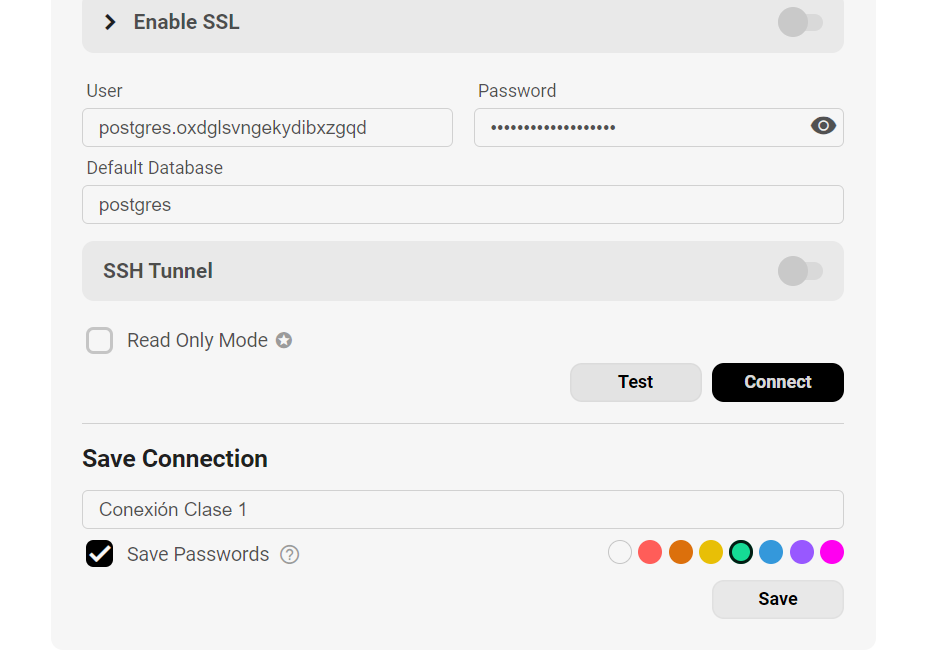 Enable SSL
User
Password
postgres.oxdglsvngekydibxzgqd
••••••••••••••••••••
Default Database
postgres
SSH Tunnel
Read Only Mode
Test
Connect
Save Connection
Conexión Clase 1
Save Passwords
Save